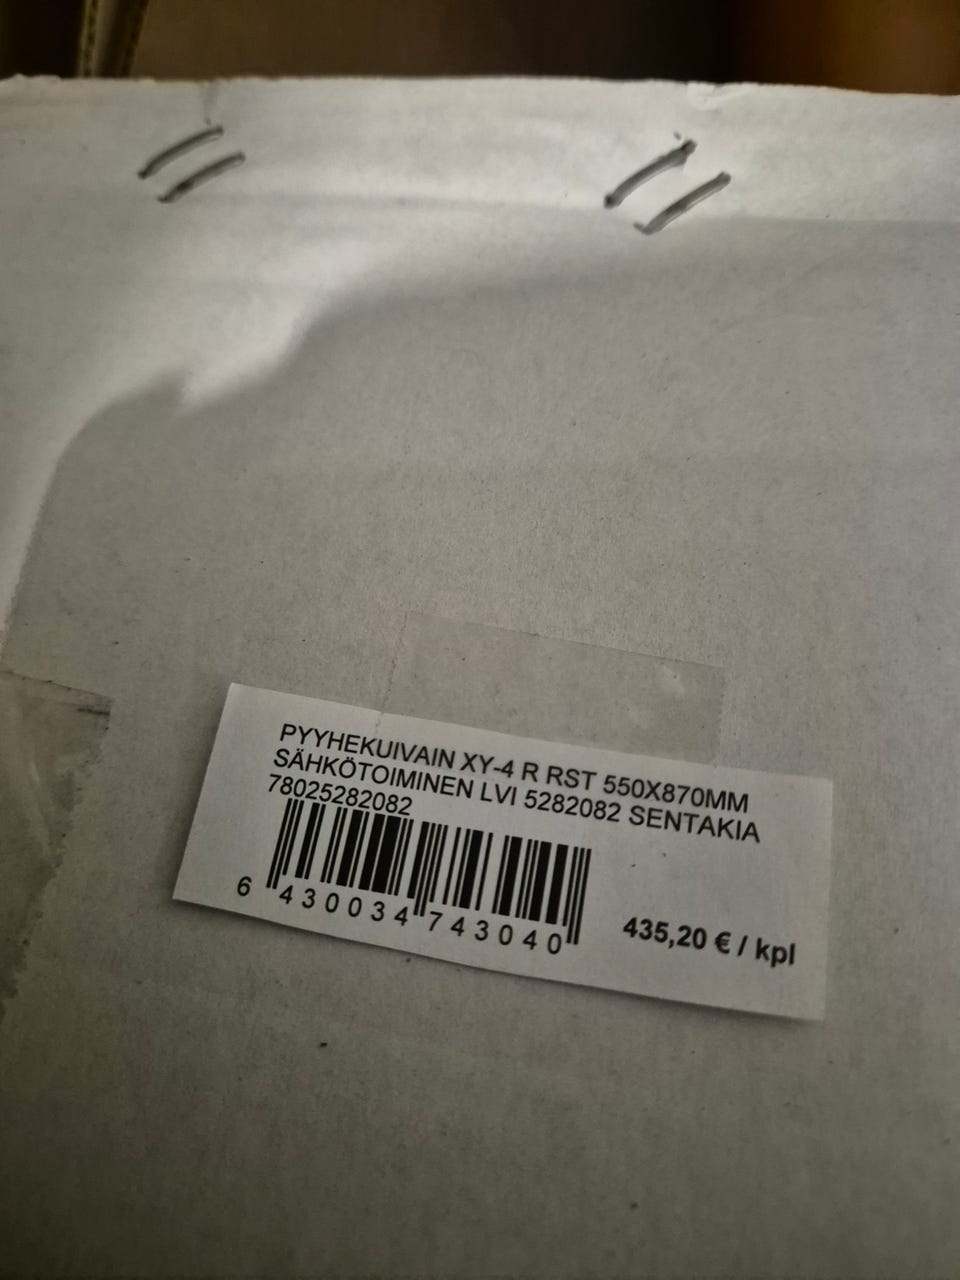 PYYHEKUIVAIN XY-4 R RST 550X870MM
SÄHKÖTOIMINEN LVI 5282082 SENTAKIA
78025282082
6 430034 743040
435,20 € / kpl